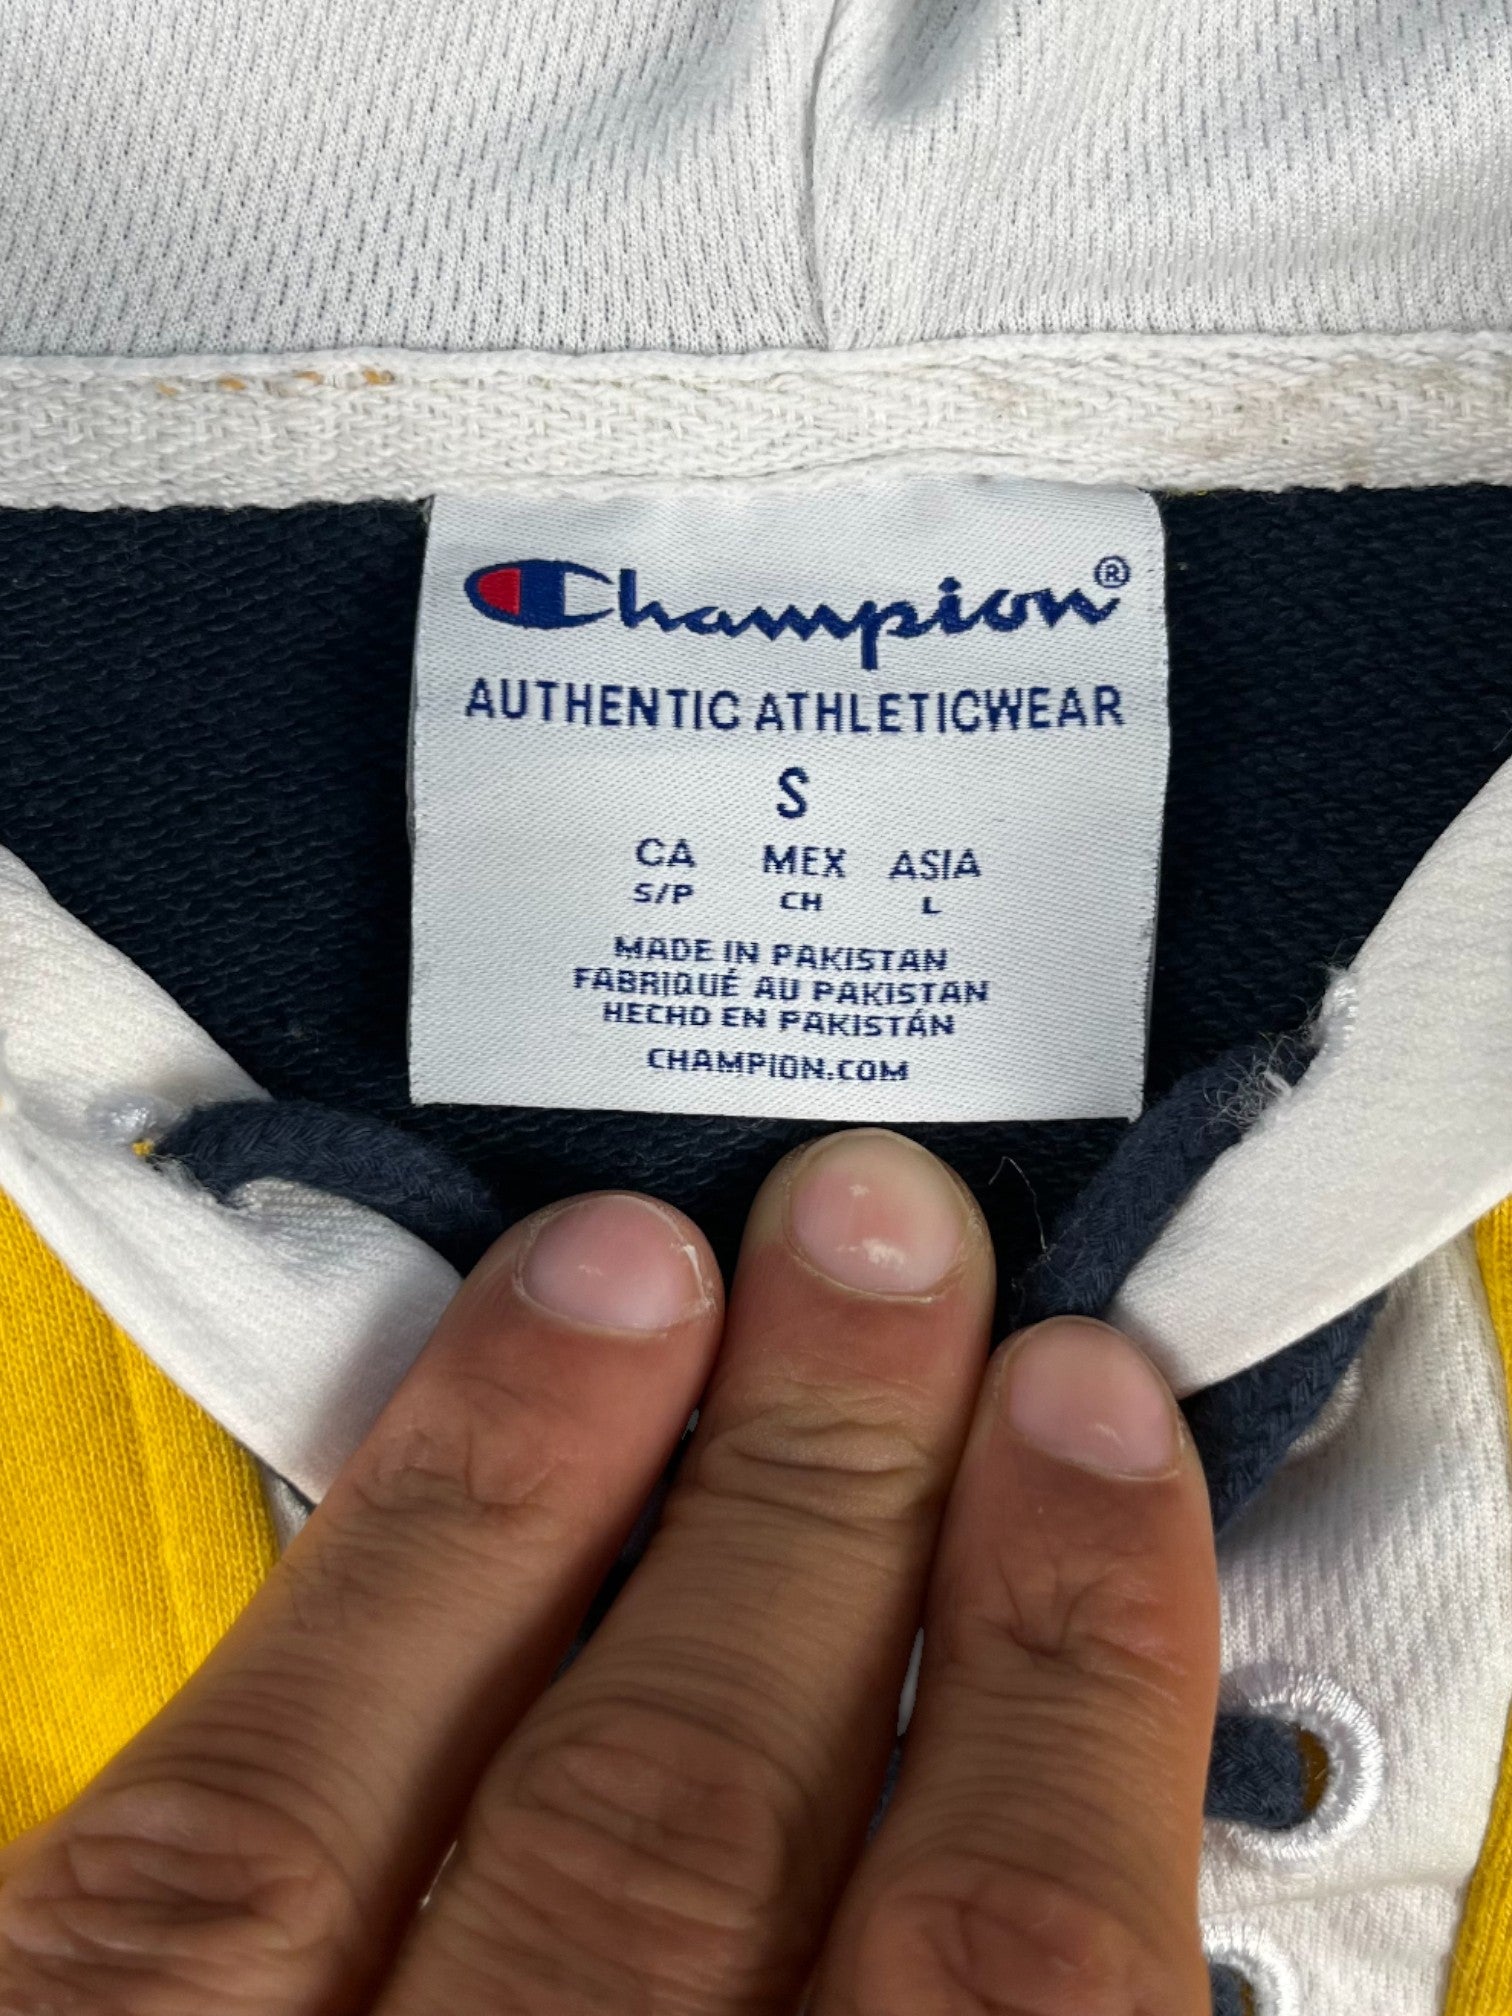 Champion®
AUTHENTIC ATHLETICWEAR
S
CA MEX ASIA
S/P CH L
MADE IN PAKISTAN
FABRIQUÉ AU PAKISTAN
HECHO EN PAKISTÁN
CHAMPION.COM